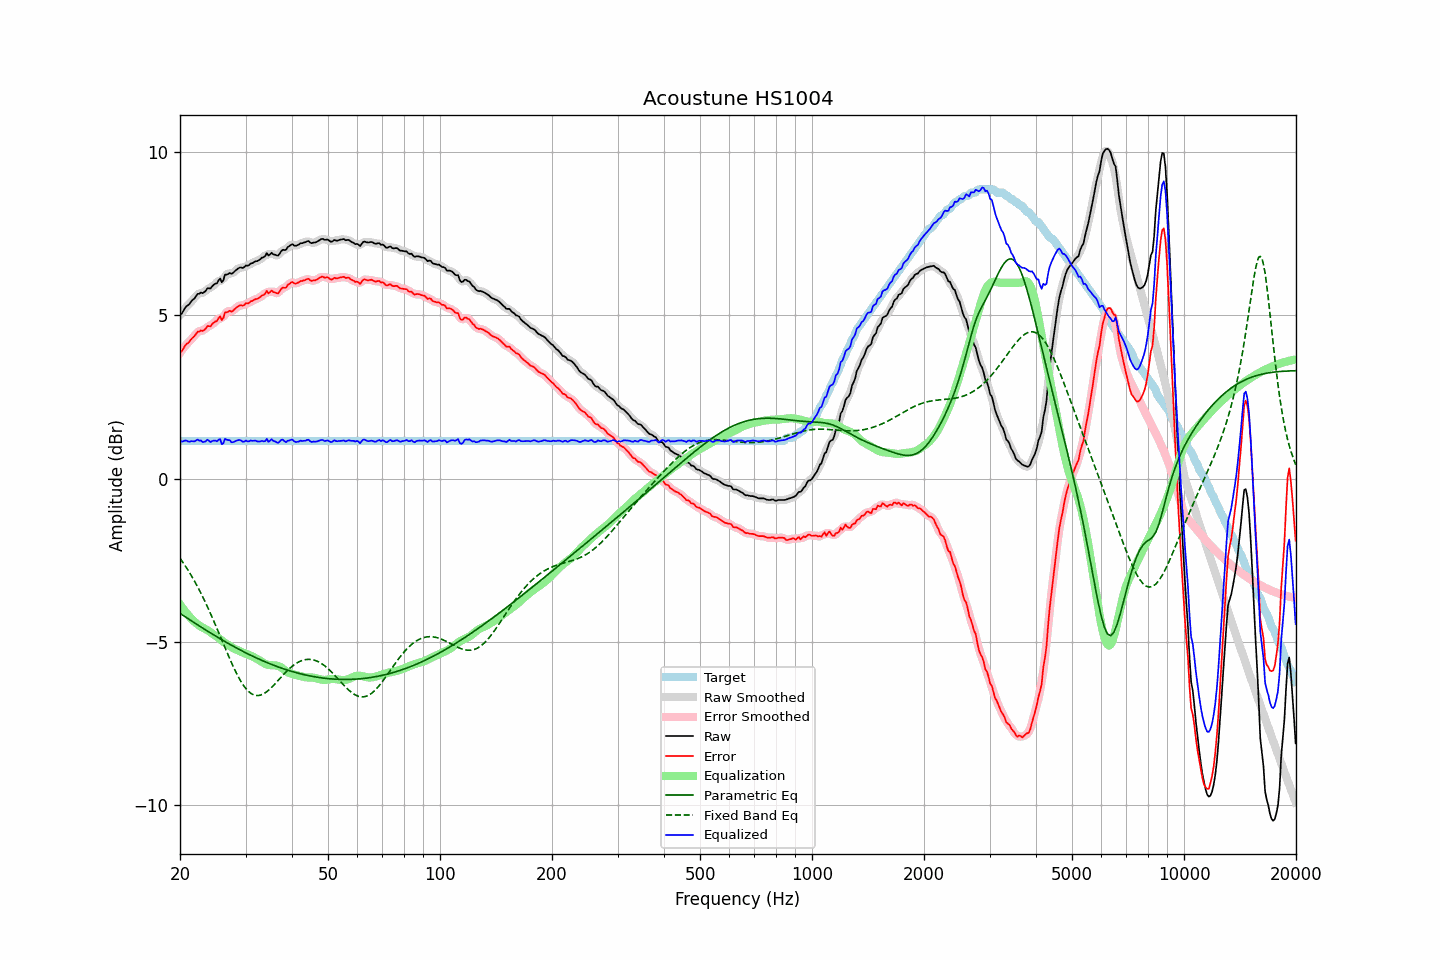 Acoustune HS1004
Amplitude (dBr)
10
5
0
−5
−10
Target
Raw Smoothed
Error Smoothed
Raw
Error
Equalization
Parametric Eq
Fixed Band Eq
Equalized
20 50 100 200 500 1000 2000 5000 10000 20000
Frequency (Hz)